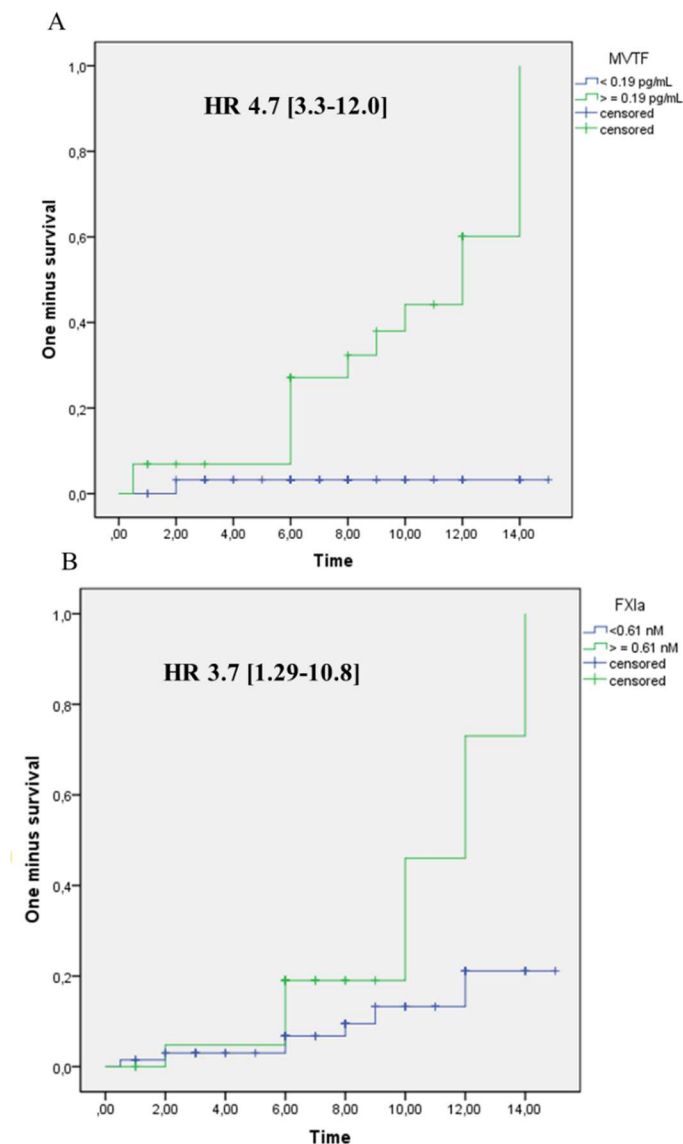 A
MVTF
< 0.19 pg/mL
> = 0.19 pg/mL
censored
censored
HR 4.7 [3.3-12.0]
One minus survival
1,0
0,8
0,6
0,4
0,2
0,0
,00 2,00 4,00 6,00 8,00 10,00 12,00 14,00
Time
B
FXIa
<0.61 nM
> = 0.61 nM
censored
censored
HR 3.7 [1.29-10.8]
One minus survival
1,0
0,8
0,6
0,4
0,2
0,0
,00 2,00 4,00 6,00 8,00 10,00 12,00 14,00
Time